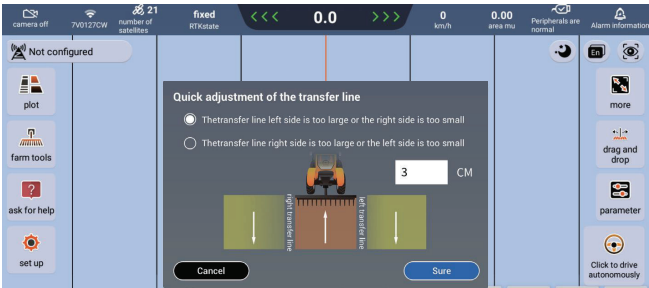 camera off
7V0127CW
21
number of
satellites
fixed
RTKstate
<<<
0.0
>>>
0
km/h
0.00
area mu
Peripherals are
normal
Alarm information
Not configured
En
plot
more
Quick adjustment of the transfer line
Thetransfer line left side is too large or the right side is too small
Thetransfer line right side is too large or the left side is too small
farm tools
drag and
drop
3 CM
ask for help
parameter
right transfer line
left transfer line
set up
Cancel
Sure
Click to drive
autonomously